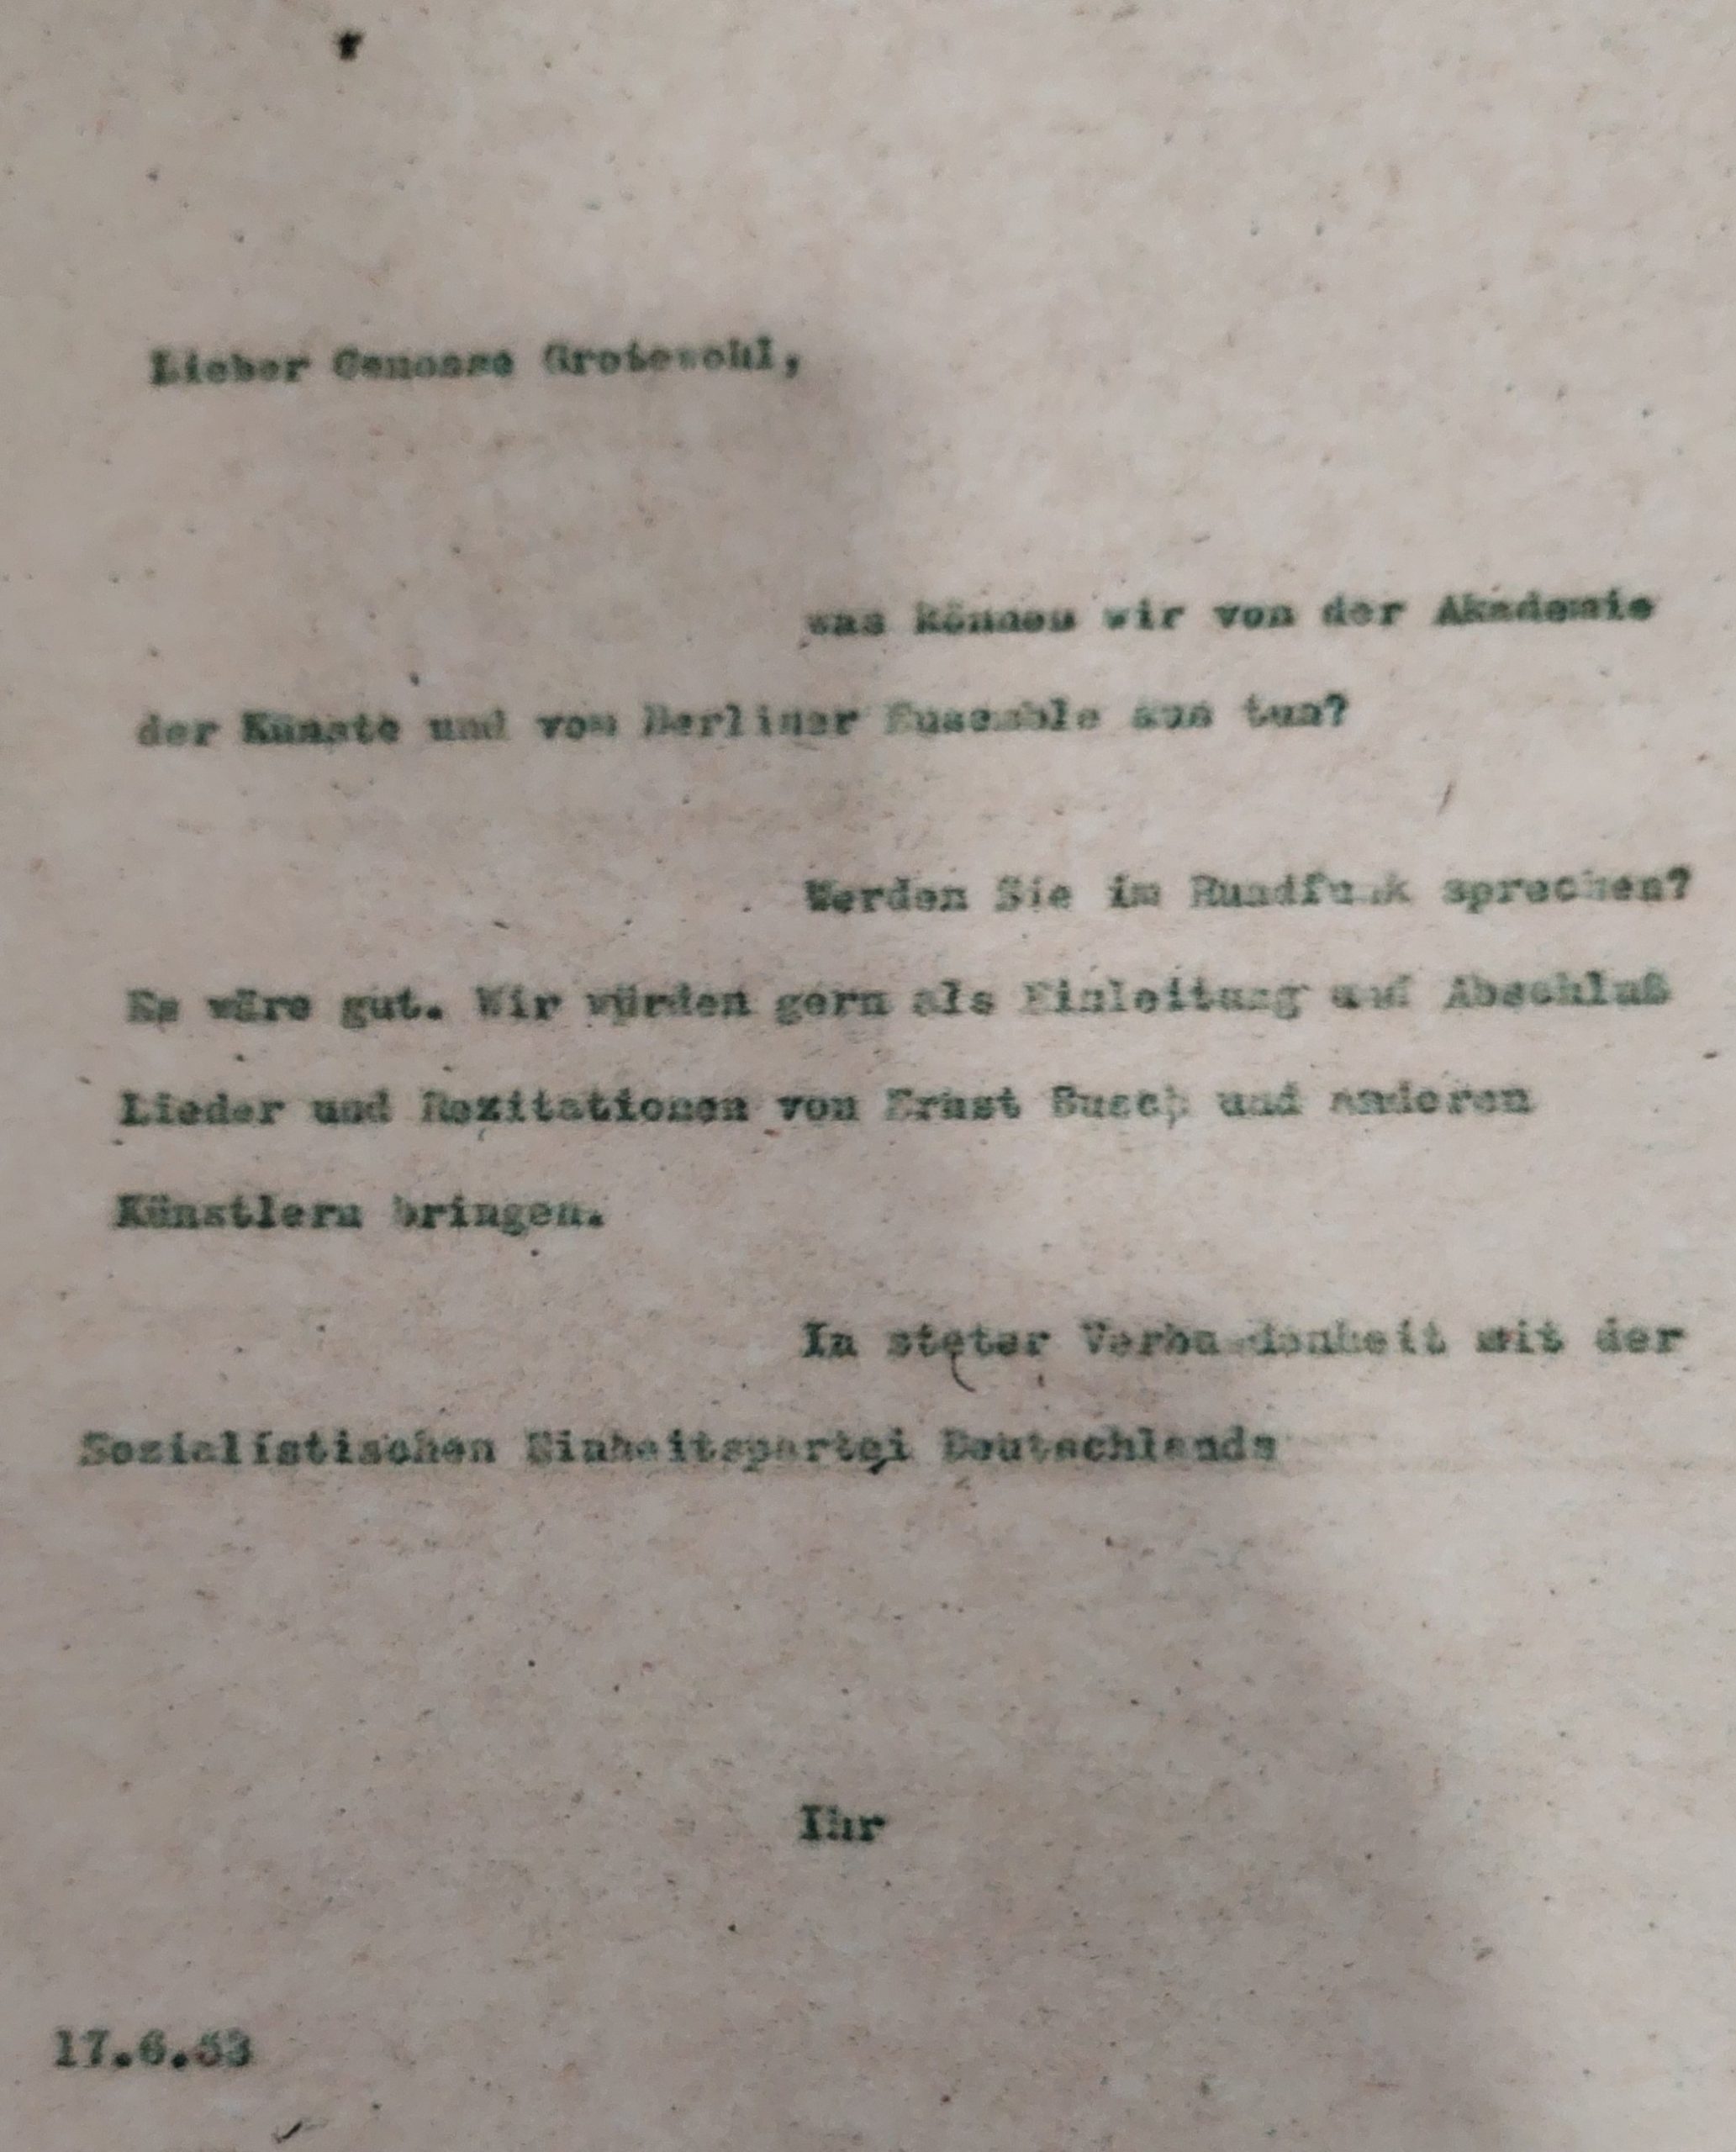 Lieber Genosse Grotewohl,
was können wir von der Akademie
der Künste und vom Berliner Ensemble aus tun?
Werden Sie im Rundfunk sprechen?
Es wäre gut. Wir würden gern als Einleitung und Abschluß
Lieder und Rezitationen von Ernst Busch und anderen
Künstlern bringen.
In steter Verbundenheit mit der
Sozialistischen Einheitspartei Deutschlands
Ihr
17.6.53